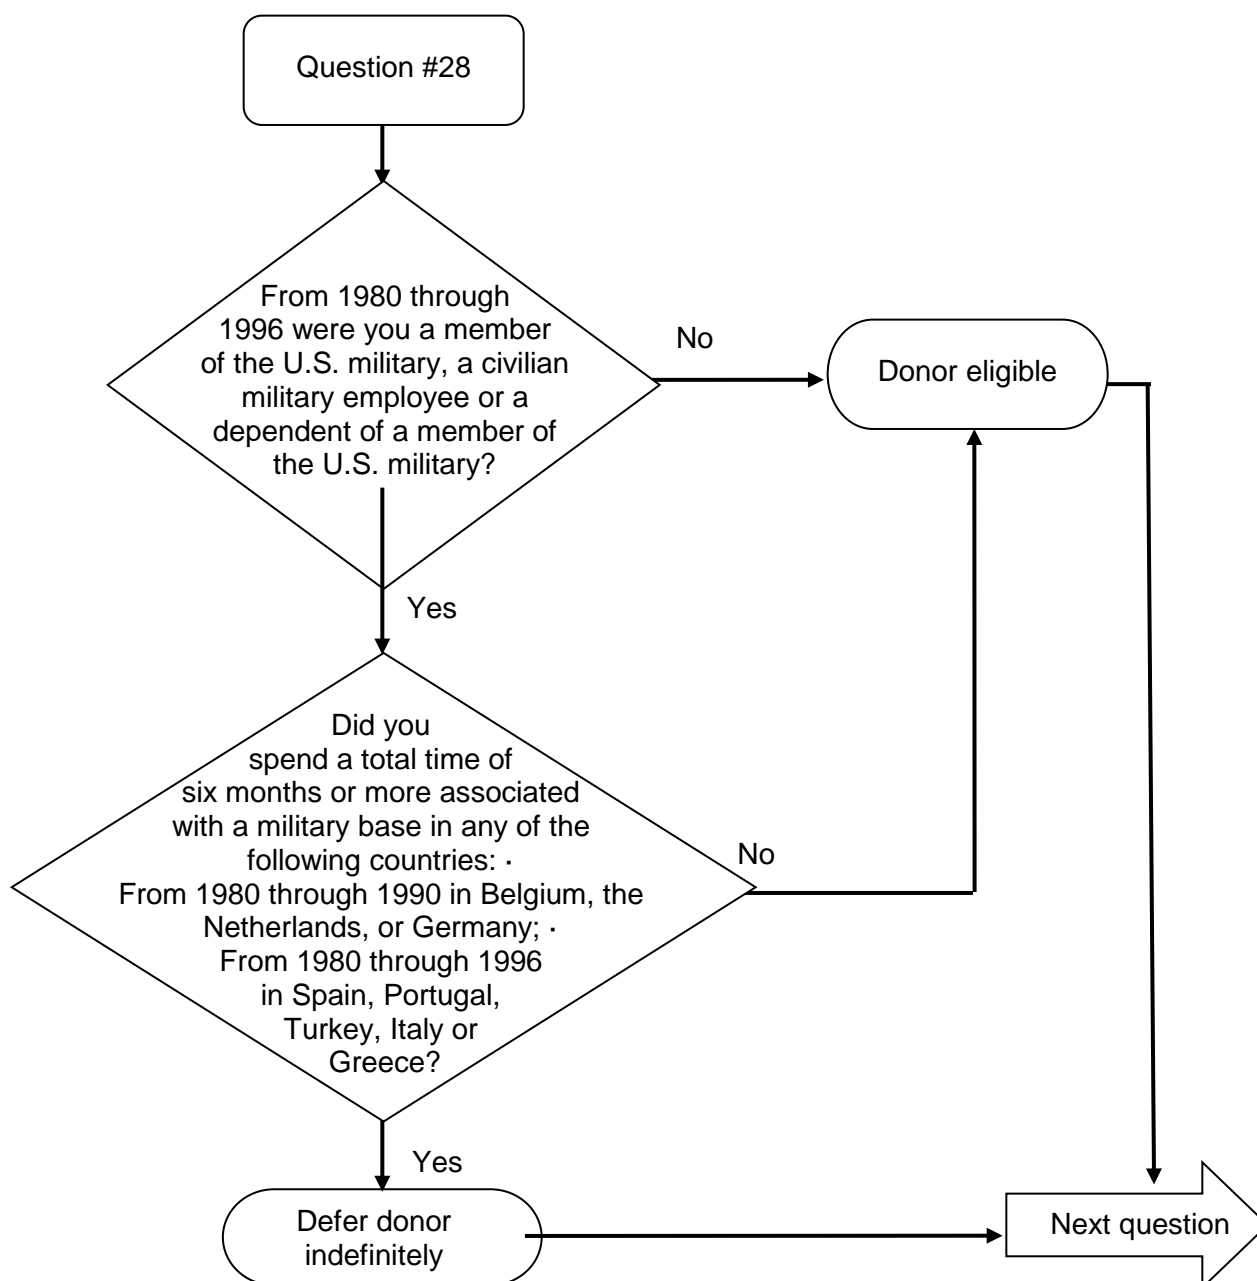 Question #28
From 1980 through
1996 were you a member
of the U.S. military, a civilian
military employee or a
dependent of a member of
the U.S. military?
No
Donor eligible
Yes
Did you
spend a total time of
six months or more associated
with a military base in any of the
following countries: ·
From 1980 through 1990 in Belgium, the
Netherlands, or Germany; ·
From 1980 through 1996
in Spain, Portugal,
Turkey, Italy or
Greece?
No
Yes
Defer donor
indefinitely
Next question